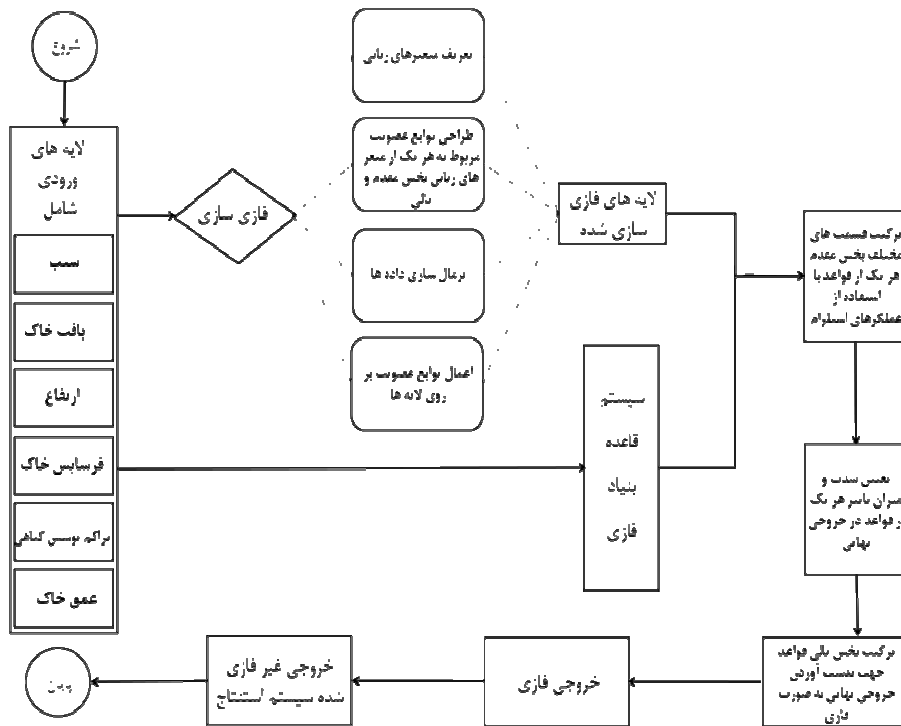 شروع
لایه های
ورودی
شامل
شیب
بافت خاک
ارتفاع
فرسایش خاک
تراکم پوشش گیاهی
عمق خاک
فازی سازی
تعریف متغیرهای زبانی
طراحی توابع عضویت
مربوط به هر یک از متغیر
های زبانی بخش مقدم و
تالی
نرمال سازی داده ها
اعمال توابع عضویت بر
روی لایه ها
لایه های فازی
سازی شده
سیستم
قاعده
بنیاد
فازی
ترکیب قسمت های
مختلف بخش مقدم
هر یک از قواعد با
استفاده از
عملگرهای استلزام
تعیین شدت و
میزان تاثیر هر یک
از قواعد در خروجی
نهایی
ترکیب بخش تالی قواعد
جهت بدست آوردن
خروجی نهایی به صورت
فازی
خروجی فازی
خروجی غیر فازی
شده سیستم استنتاج
پایان